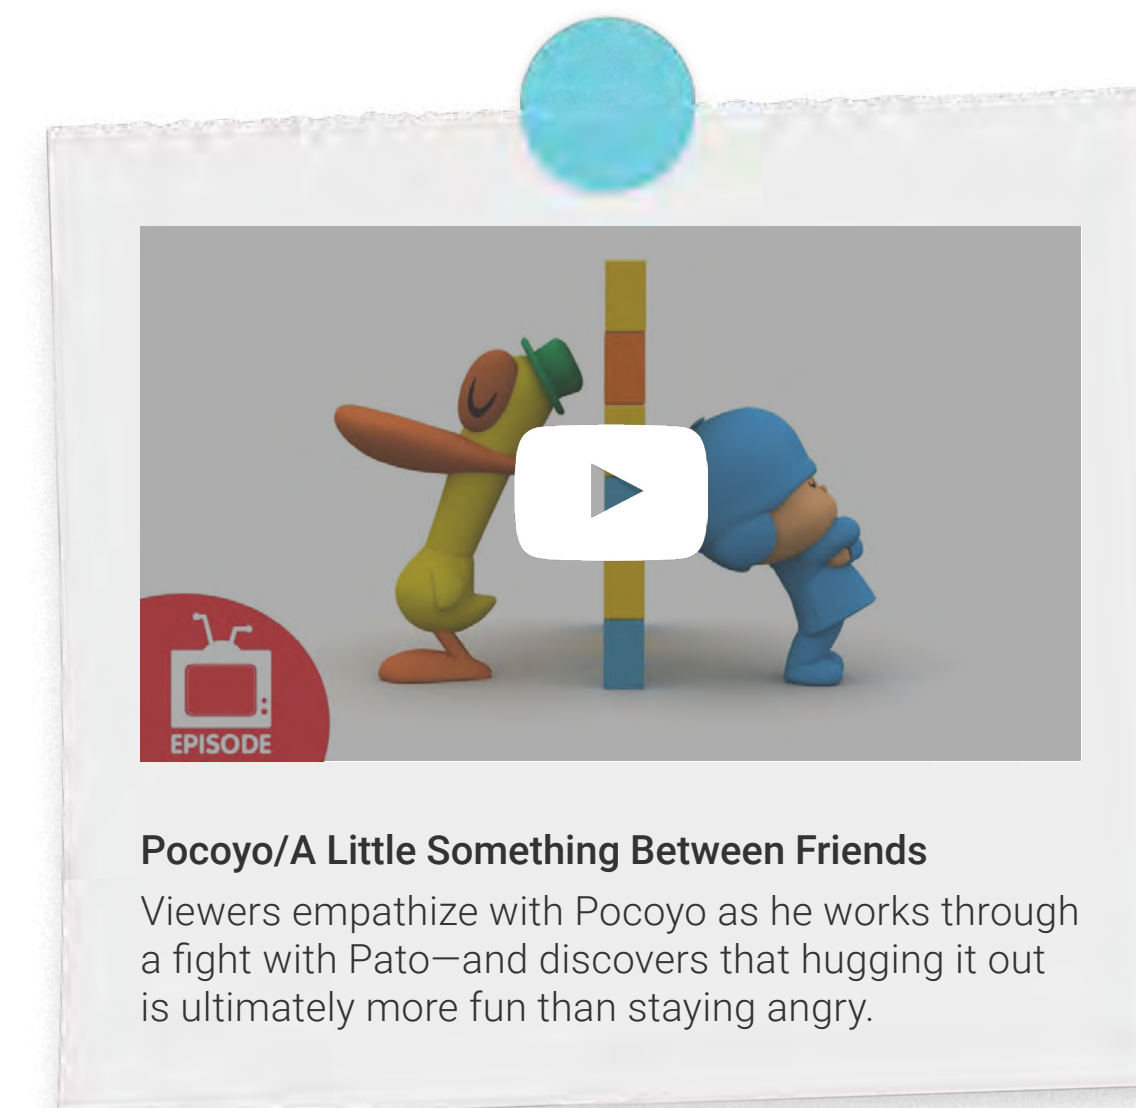 EPISODE
Pocoyo/A Little Something Between Friends
Viewers empathize with Pocoyo as he works through
a fight with Pato—and discovers that hugging it out
is ultimately more fun than staying angry.